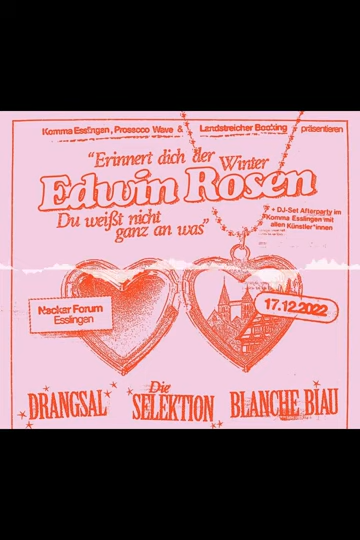 Komma Esslingen, Prosecco Wave & Landstreicher Booking präsentieren
"Erinnert dich der Winter
Edwin Rosen
Du weißt nicht
ganz an was"
+ DJ-Set Afterparty im
Komma Esslingen mit
allen Künstler*innen
Neckar Forum
Esslingen
17.12.2022
DRANGSAL
Die
SELEKTION
BLANCHE BIAU